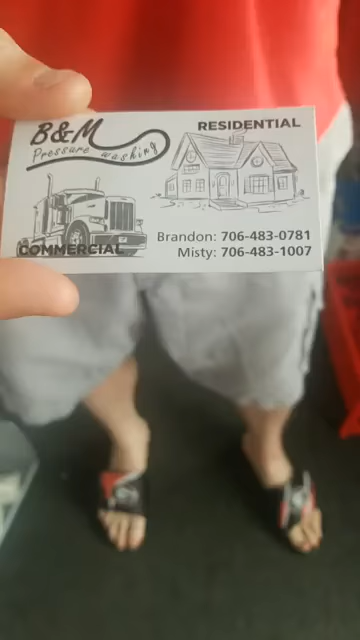 B&M
Pressure washing
RESIDENTIAL
COMMERCIAL
Brandon: 706-483-0781
Misty: 706-483-1007